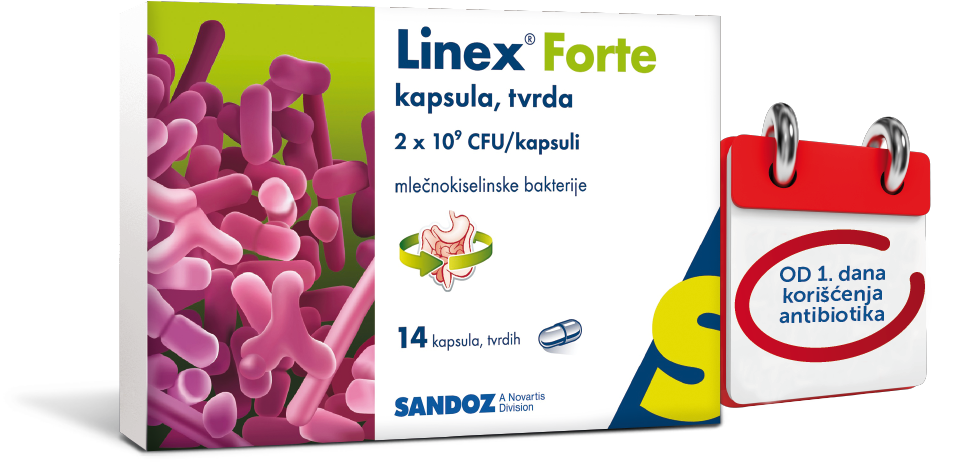 Linex® Forte
kapsula, tvrda
2 x 10⁹ CFU/kapsuli
mlečnokiselinske bakterije
14 kapsula, tvrdih
SANDOZ A Novartis
Division
S
OD 1. dana
korišćenja
antibiotika